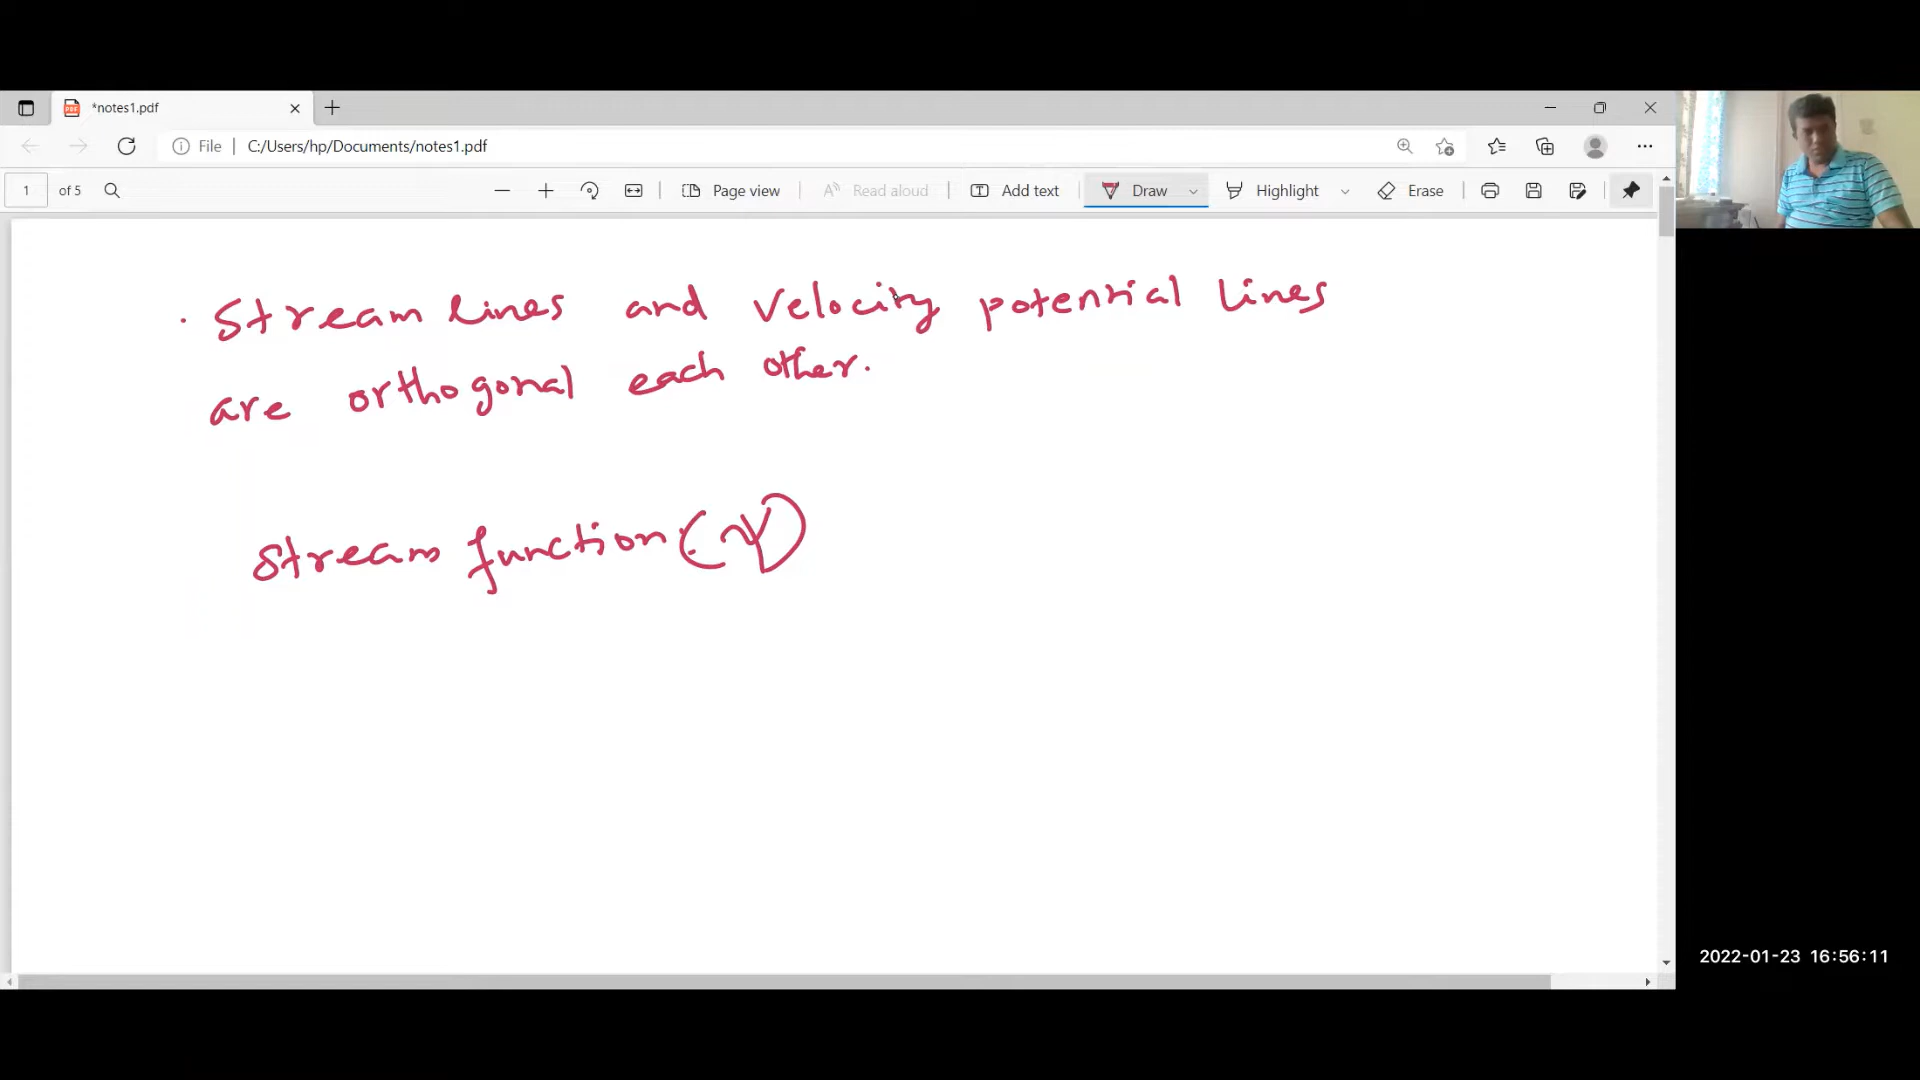 *notes1.pdf
File | C:/Users/hp/Documents/notes1.pdf
1 of 5 Page view Read aloud Add text Draw Highlight Erase
. Stream lines and velocity potential lines
are orthogonal each other.
Stream function (ψ)
2022-01-23 16:56:11